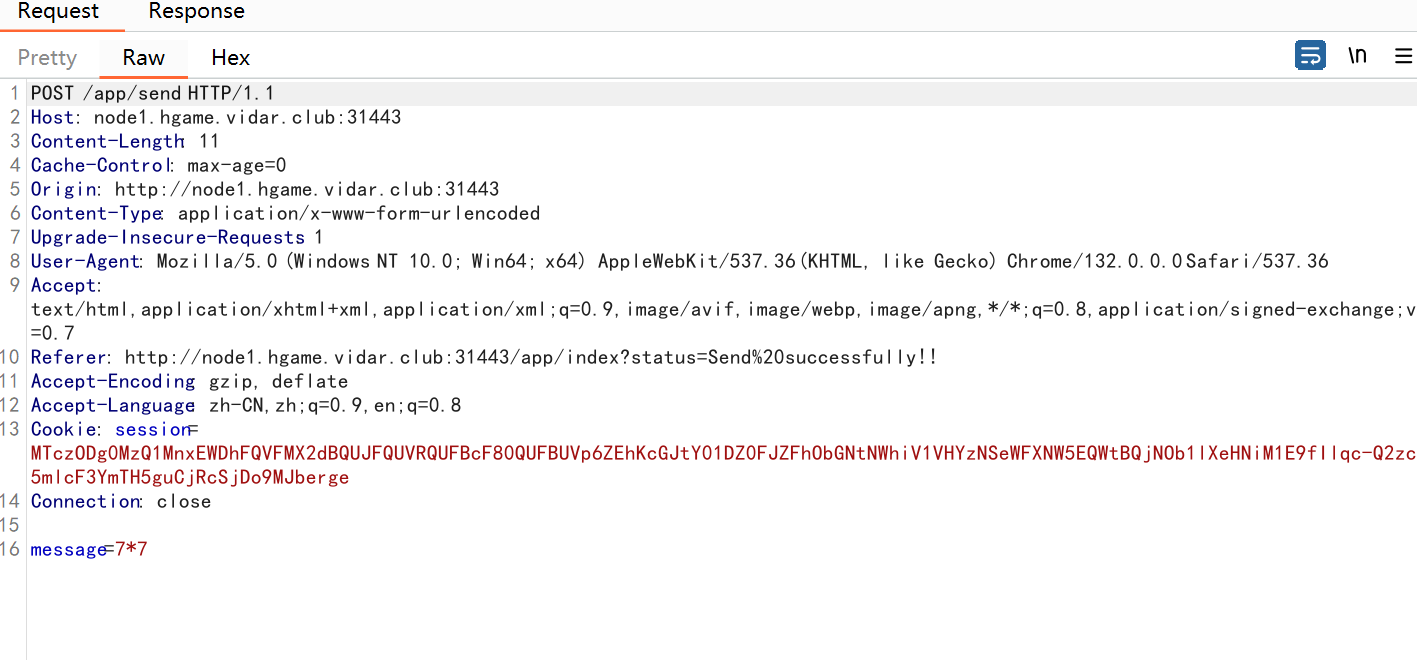 Request Response
Pretty Raw Hex \n
1 POST /app/send HTTP/1.1
2 Host: node1.hgame.vidar.club:31443
3 Content-Length: 11
4 Cache-Control: max-age=0
5 Origin: http://node1.hgame.vidar.club:31443
6 Content-Type: application/x-www-form-urlencoded
7 Upgrade-Insecure-Requests: 1
8 User-Agent: Mozilla/5.0 (Windows NT 10.0; Win64; x64) AppleWebKit/537.36 (KHTML, like Gecko) Chrome/132.0.0.0 Safari/537.36
9 Accept:
text/html,application/xhtml+xml,application/xml;q=0.9,image/avif,image/webp,image/apng,*/*;q=0.8,application/signed-exchange;v
=0.7
10 Referer: http://node1.hgame.vidar.club:31443/app/index?status=Send%20successfully!!
11 Accept-Encoding: gzip, deflate
12 Accept-Language: zh-CN,zh;q=0.9,en;q=0.8
13 Cookie: session=
MTczODg0MzQ1MnxEWDhFQVFMX2dBQUJFQUVRQUFBcF80QUFBUVp6ZEhKcGJtY01DZ0FJZFhObGNtNWhiV1VHYzNSeWFXNW5EQWtBQjNOb1lXeHNiM1E9fIlqc-Q2zc
5mIcF3YmTH5guCjRcSjDo9MJberge
14 Connection: close
15
16 message=7*7